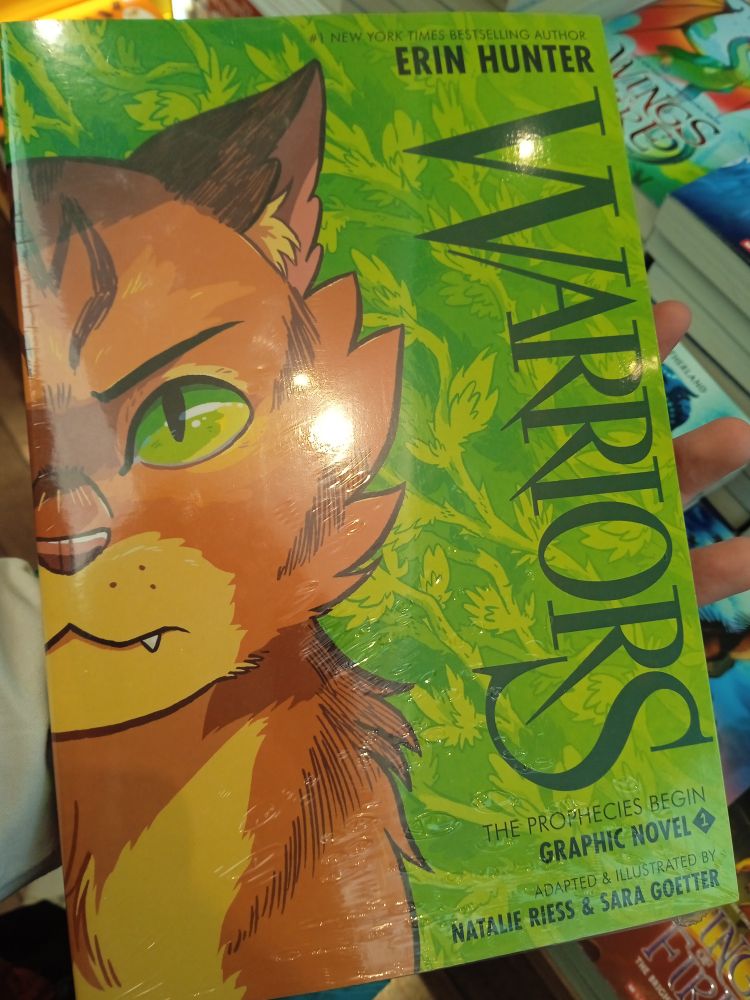 #1 NEW YORK TIMES BESTSELLING AUTHOR
ERIN HUNTER
WARRIORS
THE PROPHECIES BEGIN
GRAPHIC NOVEL 1
ADAPTED & ILLUSTRATED BY
NATALIE RIESS & SARA GOETTER
WINGS